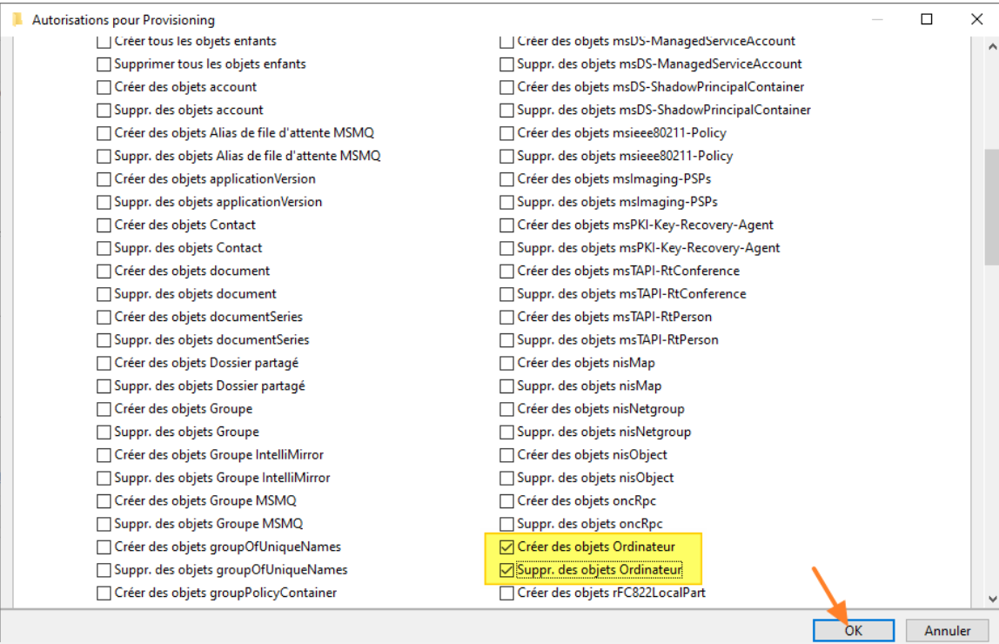 Autorisations pour Provisioning
Créer tous les objets enfants
Supprimer tous les objets enfants
Créer des objets account
Suppr. des objets account
Créer des objets Alias de file d'attente MSMQ
Suppr. des objets Alias de file d'attente MSMQ
Créer des objets applicationVersion
Suppr. des objets applicationVersion
Créer des objets Contact
Suppr. des objets Contact
Créer des objets document
Suppr. des objets document
Créer des objets documentSeries
Suppr. des objets documentSeries
Créer des objets Dossier partagé
Suppr. des objets Dossier partagé
Créer des objets Groupe
Suppr. des objets Groupe
Créer des objets Groupe IntelliMirror
Suppr. des objets Groupe IntelliMirror
Créer des objets Groupe MSMQ
Suppr. des objets Groupe MSMQ
Créer des objets groupOfUniqueNames
Suppr. des objets groupOfUniqueNames
Créer des objets groupPolicyContainer
Créer des objets msDS-ManagedServiceAccount
Suppr. des objets msDS-ManagedServiceAccount
Créer des objets msDS-ShadowPrincipalContainer
Suppr. des objets msDS-ShadowPrincipalContainer
Créer des objets msieee80211-Policy
Suppr. des objets msieee80211-Policy
Créer des objets msImaging-PSPs
Suppr. des objets msImaging-PSPs
Créer des objets msPKI-Key-Recovery-Agent
Suppr. des objets msPKI-Key-Recovery-Agent
Créer des objets msTAPI-RtConference
Suppr. des objets msTAPI-RtConference
Créer des objets msTAPI-RtPerson
Suppr. des objets msTAPI-RtPerson
Créer des objets nisMap
Suppr. des objets nisMap
Créer des objets nisNetgroup
Suppr. des objets nisNetgroup
Créer des objets nisObject
Suppr. des objets nisObject
Créer des objets oncRpc
Suppr. des objets oncRpc
Créer des objets Ordinateur
Suppr. des objets Ordinateur
Créer des objets rFC822LocalPart
OK
Annuler